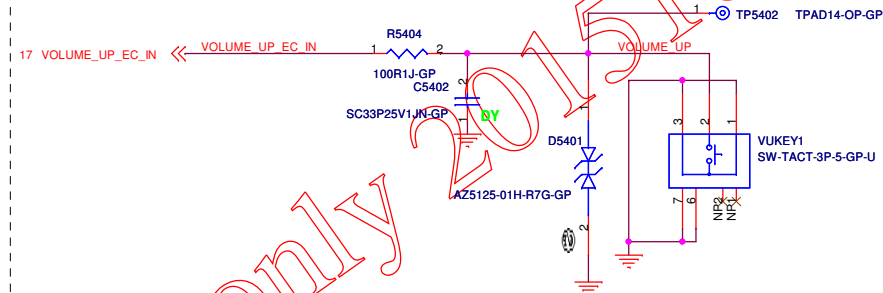 1 TP5402 TPAD14-OP-GP
R5404
17 VOLUME_UP_EC_IN VOLUME_UP_EC_IN 1 2 VOLUME_UP
100R1J-GP
C5402
2
SC33P25V1JN-GP 1 DY
1
D5401
3 2 1
VUKEY1
SW-TACT-3P-5-GP-U
AZ5125-01H-R7G-GP
7 6 NP2 NP1
2
only 2015